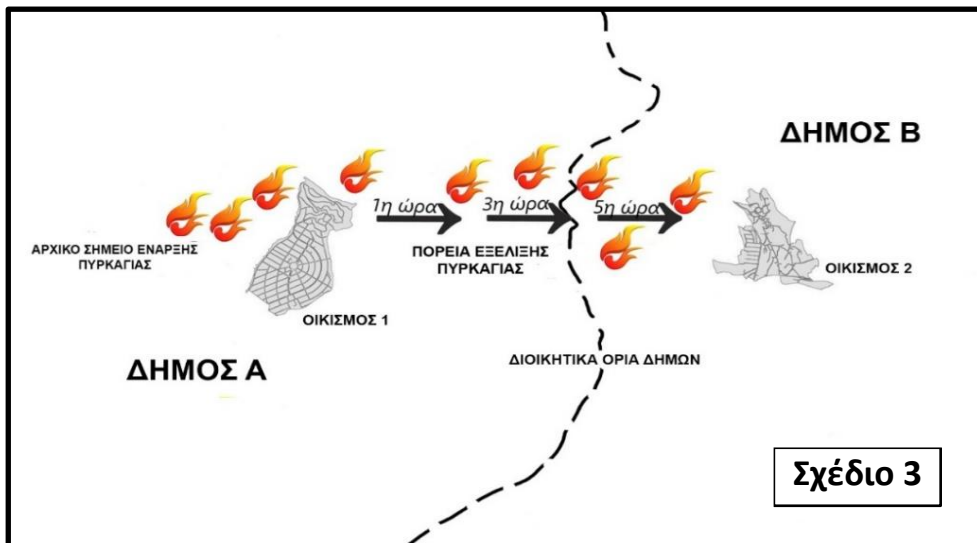 ΔΗΜΟΣ Β
1η ώρα
3η ώρα
5η ώρα
ΑΡΧΙΚΟ ΣΗΜΕΙΟ ΕΝΑΡΞΗΣ
ΠΥΡΚΑΓΙΑΣ
ΠΟΡΕΙΑ ΕΞΕΛΙΞΗΣ
ΠΥΡΚΑΓΙΑΣ
ΟΙΚΙΣΜΟΣ 2
ΟΙΚΙΣΜΟΣ 1
ΔΗΜΟΣ Α
ΔΙΟΙΚΗΤΙΚΑ ΟΡΙΑ ΔΗΜΩΝ
Σχέδιο 3